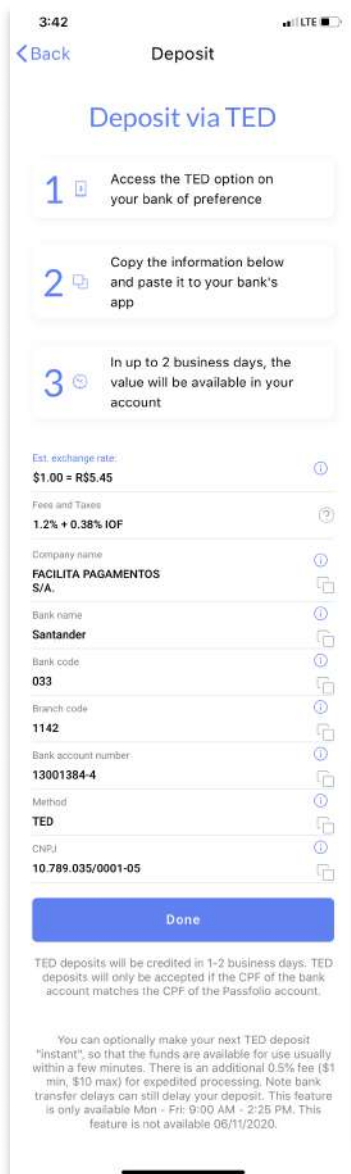 3:42
LTE
Back
Deposit
Deposit via TED
1
Access the TED option on
your bank of preference
2
Copy the information below
and paste it to your bank's
app
3
In up to 2 business days, the
value will be available in your
account
Est. exchange rate:
$1.00 = R$5.45
Fees and Taxes
1.2% + 0.38% IOF
Company name
FACILITA PAGAMENTOS
S/A.
Bank name
Santander
Bank code
033
Branch code
1142
Bank account number
13001384-4
Method
TED
CNPJ
10.789.035/0001-05
Done
TED deposits will be credited in 1-2 business days. TED
deposits will only be accepted if the CPF of the bank
account matches the CPF of the Passfolio account.
You can optionally make your next TED deposit
"instant", so that the funds are available for use usually
within a few minutes. There is an additional 0.5% fee ($1
min, $10 max) for expedited processing. Note bank
transfer delays can still delay your deposit. This feature
is only available Mon - Fri: 9:00 AM - 2:25 PM. This
feature is not available 06/11/2020.